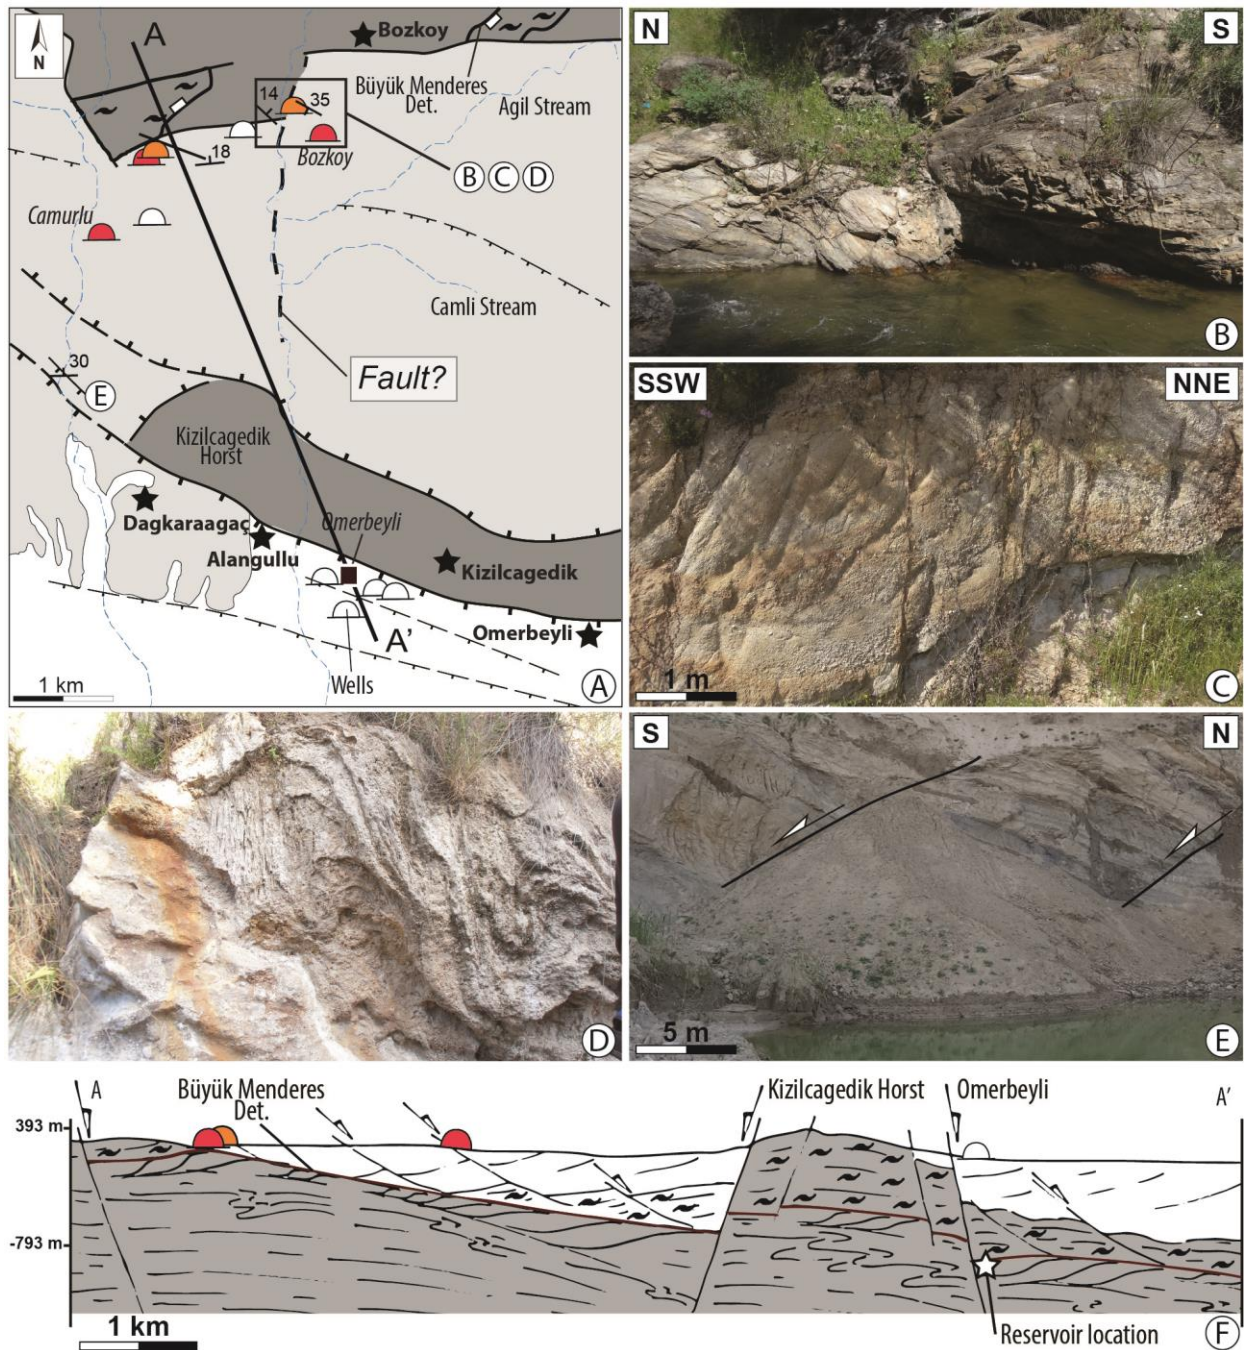 A
N
Bozkoy
Büyük Menderes
Det.
Agil Stream
14
35
Bozkoy
18
B C D
Camurlu
Camli Stream
Fault?
30
E
Kizilcagedik
Horst
Dagkaraagaç
Alangullu
Omerbeyli
Kizilcagedik
A'
Omerbeyli
Wells
1 km
A
N
S
B
SSW
NNE
1 m
C
D
S
N
5 m
E
A
Büyük Menderes
Det.
Kizilcagedik Horst
Omerbeyli
A'
393 m
-793 m
1 km
Reservoir location
F